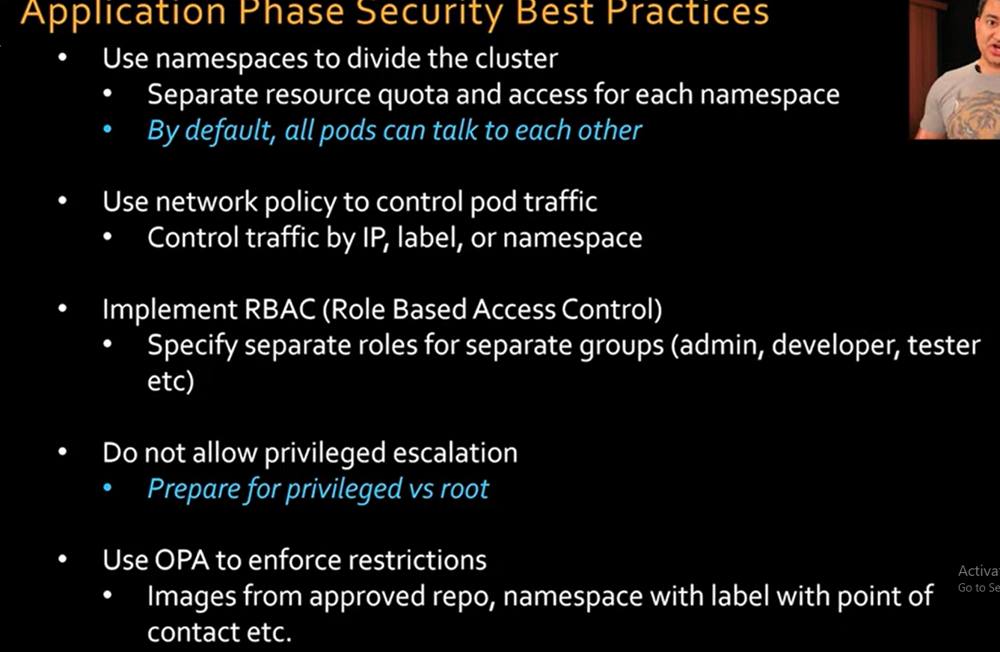 Application Phase Security Best Practices
• Use namespaces to divide the cluster
• Separate resource quota and access for each namespace
• By default, all pods can talk to each other
• Use network policy to control pod traffic
• Control traffic by IP, label, or namespace
• Implement RBAC (Role Based Access Control)
• Specify separate roles for separate groups (admin, developer, tester
etc)
• Do not allow privileged escalation
• Prepare for privileged vs root
• Use OPA to enforce restrictions
• Images from approved repo, namespace with label with point of
contact etc.
Activa
Go to Se